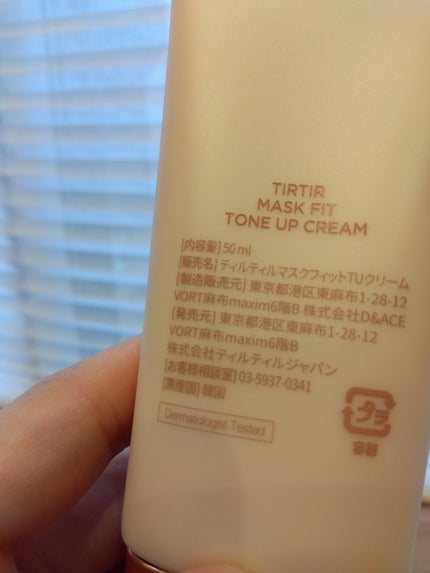 TIRTIR
MASK FIT
TONE UP CREAM
[内容量] 50 ml
[販売名] ティルティルマスクフィットTUクリーム
[製造販売元] 東京都港区東麻布1-28-12
VORT麻布maxim6階B 株式会社D&ACE
[発売元] 東京都港区東麻布1-28-12
VORT麻布maxim6階B
株式会社ティルティルジャパン
[お客様相談室] 03-5937-0341
[原産国] 韓国
Dermatologist Tested
プラ
容器